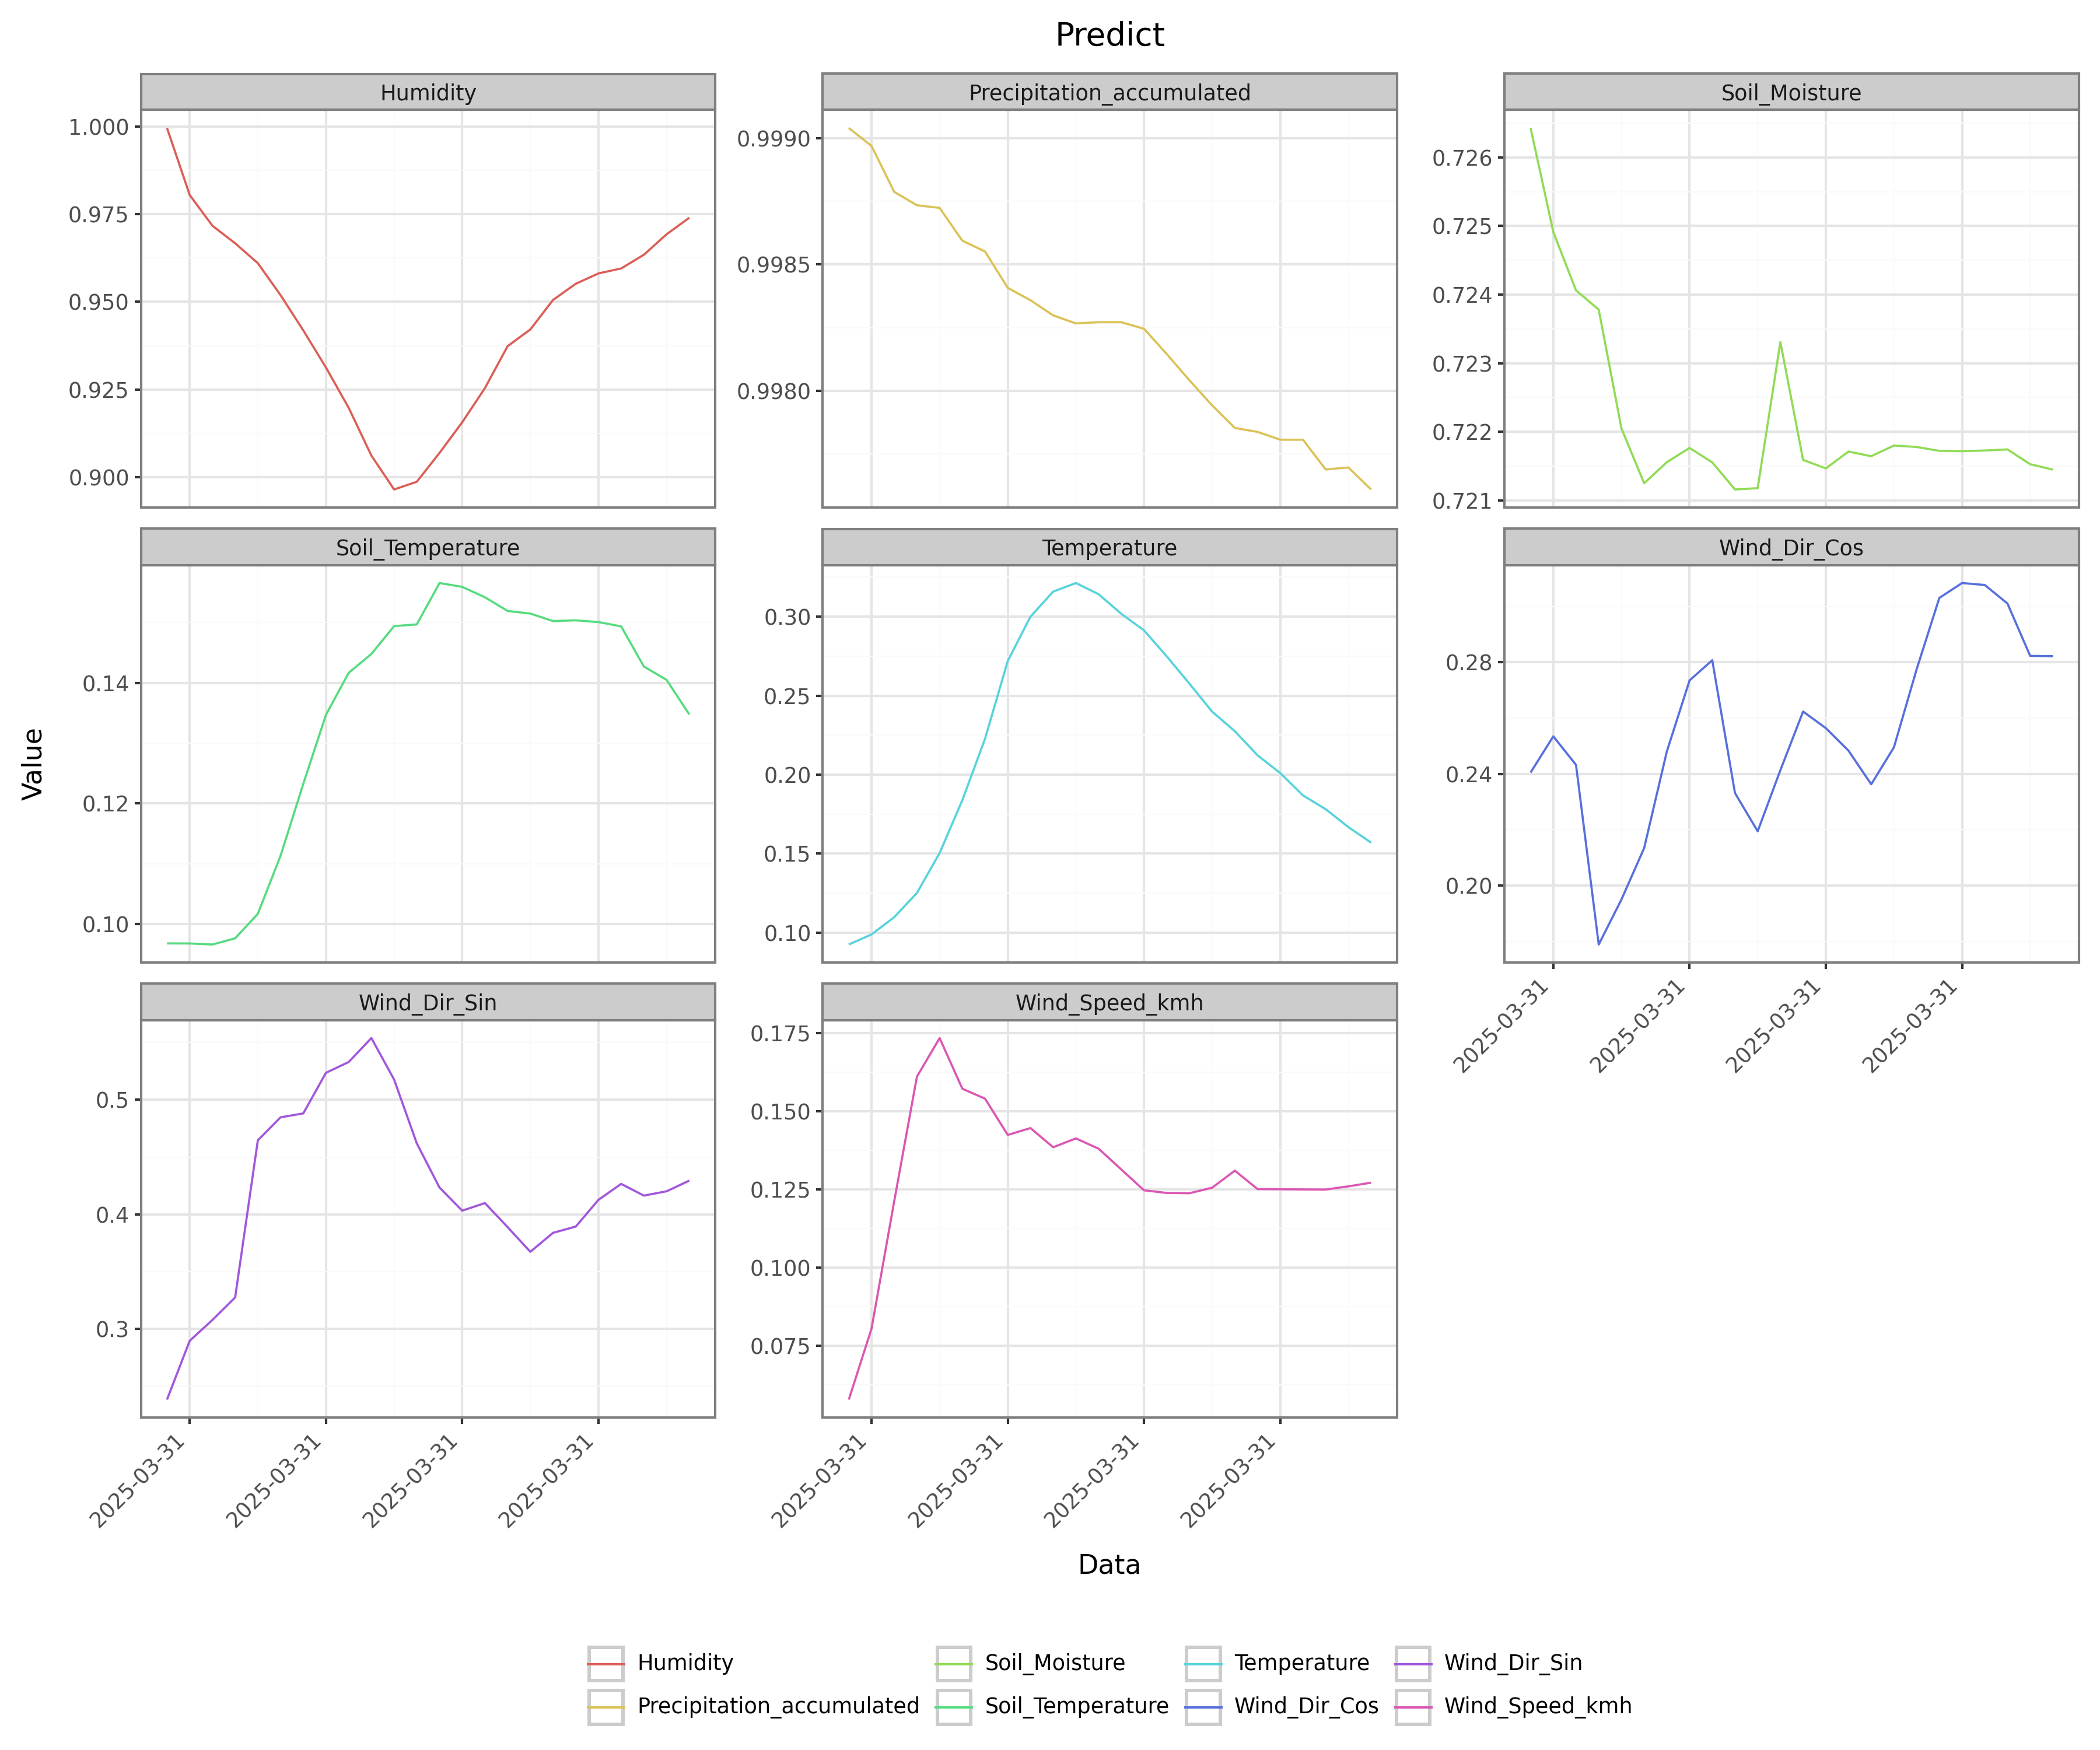 Predict
Humidity
1.000
0.975
0.950
0.925
0.900
Precipitation_accumulated
0.9990
0.9985
0.9980
Soil_Moisture
0.726
0.725
0.724
0.723
0.722
0.721
Value
Soil_Temperature
0.14
0.12
0.10
Temperature
0.30
0.25
0.20
0.15
0.10
Wind_Dir_Cos
0.28
0.24
0.20
2025-03-31
2025-03-31
2025-03-31
2025-03-31
Wind_Dir_Sin
0.5
0.4
0.3
2025-03-31
2025-03-31
2025-03-31
2025-03-31
Wind_Speed_kmh
0.175
0.150
0.125
0.100
0.075
2025-03-31
2025-03-31
2025-03-31
2025-03-31
Data
Humidity
Precipitation_accumulated
Soil_Moisture
Soil_Temperature
Temperature
Wind_Dir_Cos
Wind_Dir_Sin
Wind_Speed_kmh